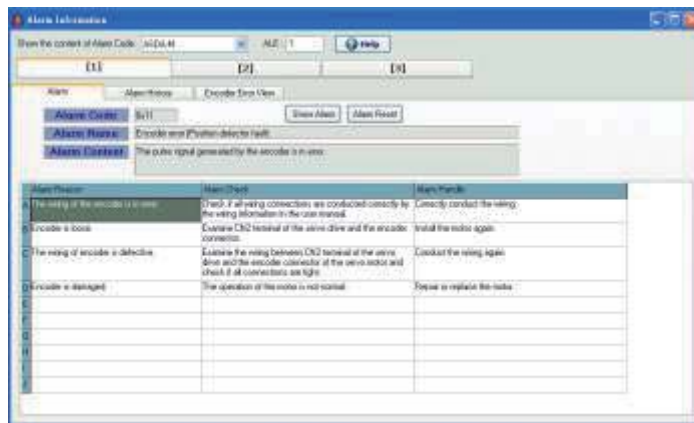 Alarm Information
Show the content of Alarm Code ASDA-M ALE : 1 Help
[1] [2] [3]
Alarm Alarm History Encoder Error View
Alarm Code 0x11 Show Alarm Alarm Reset
Alarm Name Encoder error (Position detector fault)
Alarm Content The pulse signal generated by the encoder is in error.
Alarm Reason Alarm Check Alarm Handle
A The wiring of the encoder is in error. Check if all wiring connections are conducted correctly by Correctly conduct the wiring.
the wiring information in the user manual.
B Encoder is loose. Examine CN2 terminal of the servo drive and the encoder Install the motor again.
connector.
C The wiring of encoder is defective. Examine the wiring between CN2 terminal of the servo Conduct the wiring again.
drive and the encoder connector of the servo motor and
check if all connections are tight.
D Encoder is damaged. The operation of the motor is not normal. Repair or replace the motor.
E
F
G
H
I
J